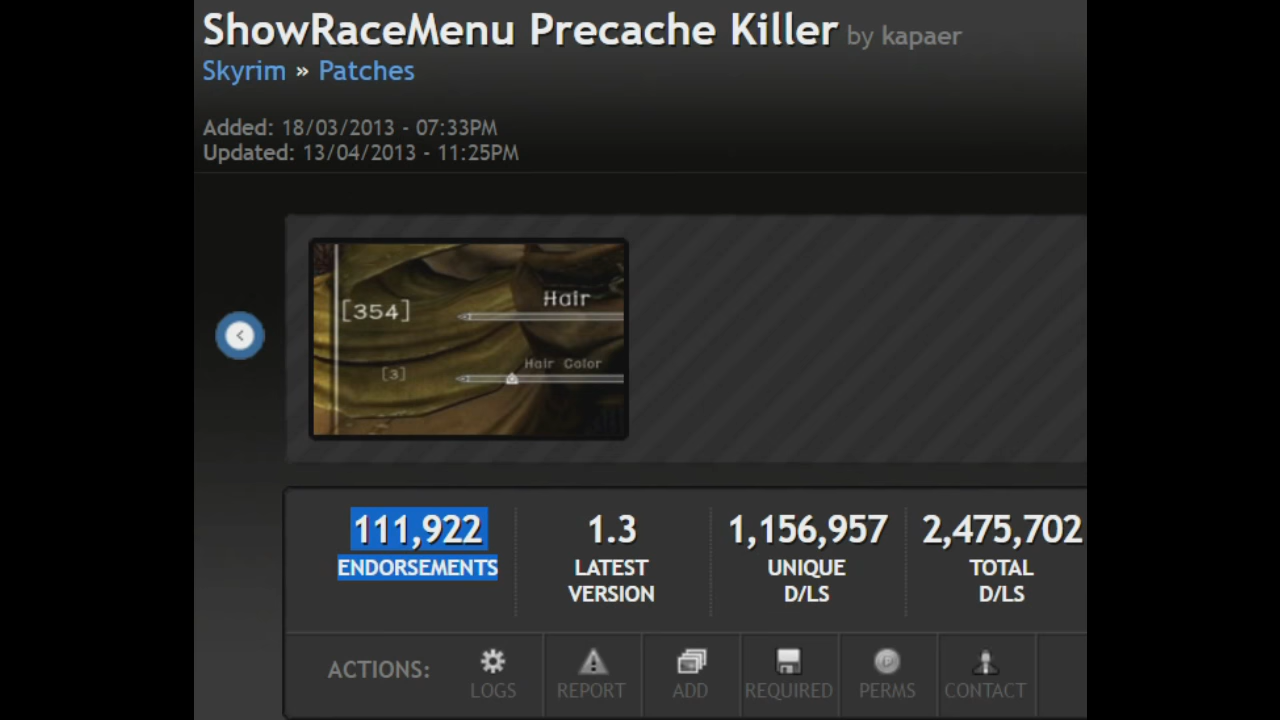 ShowRaceMenu Precache Killer by kapaer
Skyrim » Patches
Added: 18/03/2013 - 07:33PM
Updated: 13/04/2013 - 11:25PM
[354] Hair
[3] Hair Color
111,922 1.3 1,156,957 2,475,702
ENDORSEMENTS LATEST UNIQUE TOTAL
VERSION D/LS D/LS
ACTIONS: LOGS REPORT ADD REQUIRED PERMS CONTACT